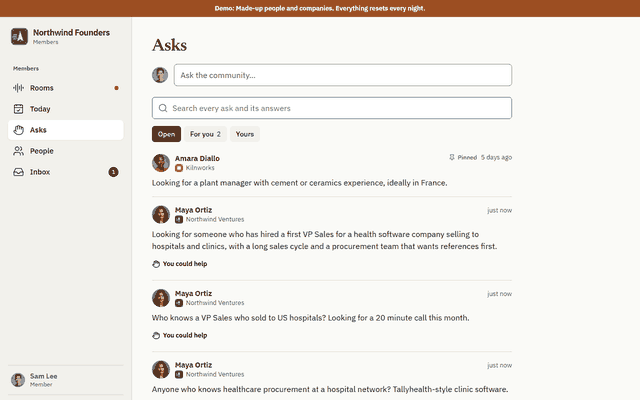 Demo: Made-up people and companies. Everything resets every night.
Northwind Founders
Members
Members
Rooms
Today
Asks
People
Inbox
1
Sam Lee
Member
Asks
Ask the community...
Search every ask and its answers
Open
For you 2
Yours
Amara Diallo
Kilnworks
Pinned 5 days ago
Looking for a plant manager with cement or ceramics experience, ideally in France.
Maya Ortiz
Northwind Ventures
just now
Looking for someone who has hired a first VP Sales for a health software company selling to
hospitals and clinics, with a long sales cycle and a procurement team that wants references first.
You could help
Maya Ortiz
Northwind Ventures
just now
Who knows a VP Sales who sold to US hospitals? Looking for a 20 minute call this month.
You could help
Maya Ortiz
Northwind Ventures
just now
Anyone who knows healthcare procurement at a hospital network? Tallyhealth-style clinic software.